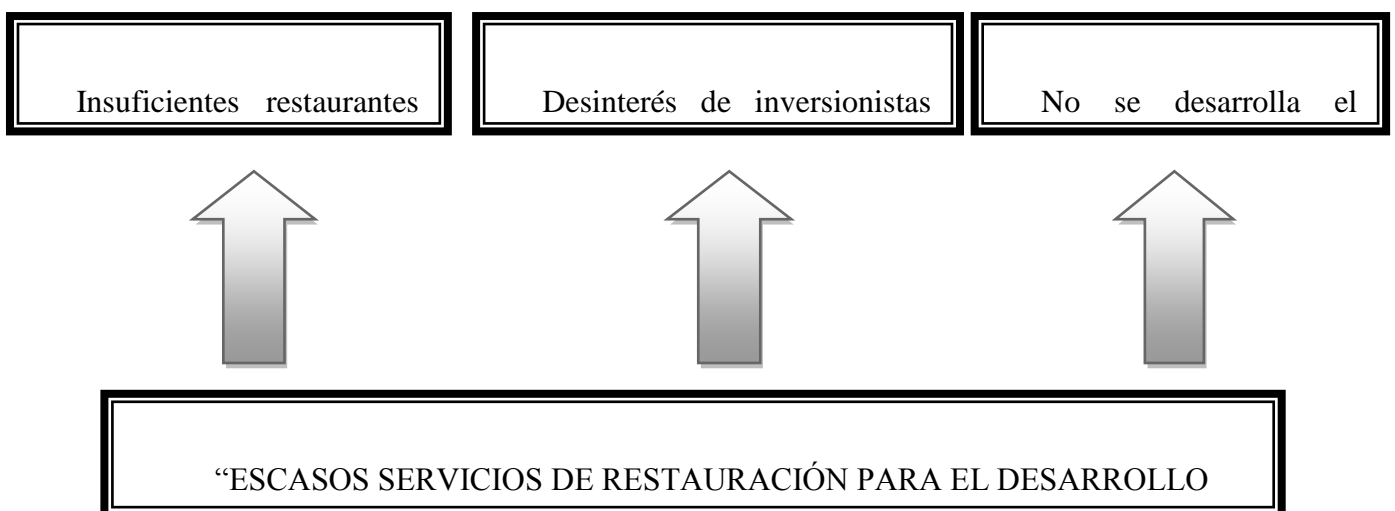 Insuficientes restaurantes
Desinterés de inversionistas
No se desarrolla el
“ESCASOS SERVICIOS DE RESTAURACIÓN PARA EL DESARROLLO